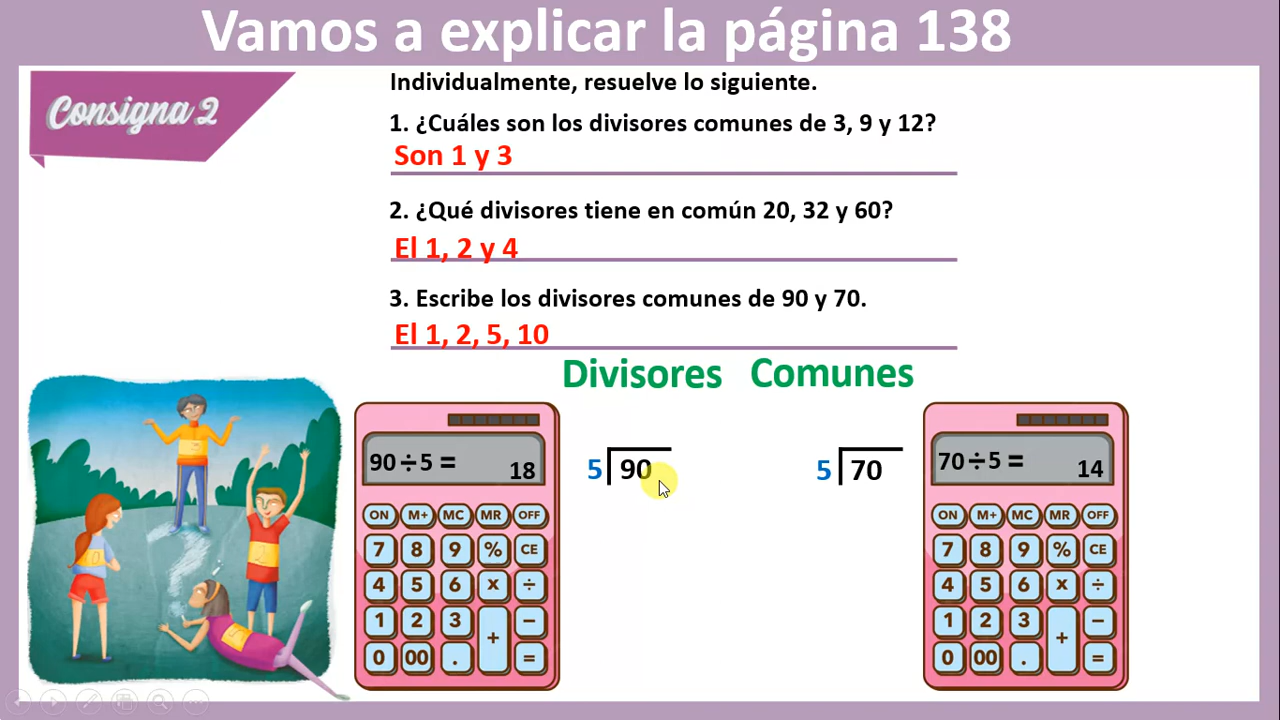 Vamos a explicar la página 138
Consigna 2
Individualmente, resuelve lo siguiente.
1. ¿Cuáles son los divisores comunes de 3, 9 y 12?
Son 1 y 3
2. ¿Qué divisores tiene en común 20, 32 y 60?
El 1, 2 y 4
3. Escribe los divisores comunes de 90 y 70.
El 1, 2, 5, 10
Divisores Comunes
90÷5 =
18
ON M+ MC MR OFF
7 8 9 % CE
4 5 6 x ÷
1 2 3 + −
0 00 . =
5 90
5 70
70÷5 =
14
ON M+ MC MR OFF
7 8 9 % CE
4 5 6 x ÷
1 2 3 + −
0 00 . =